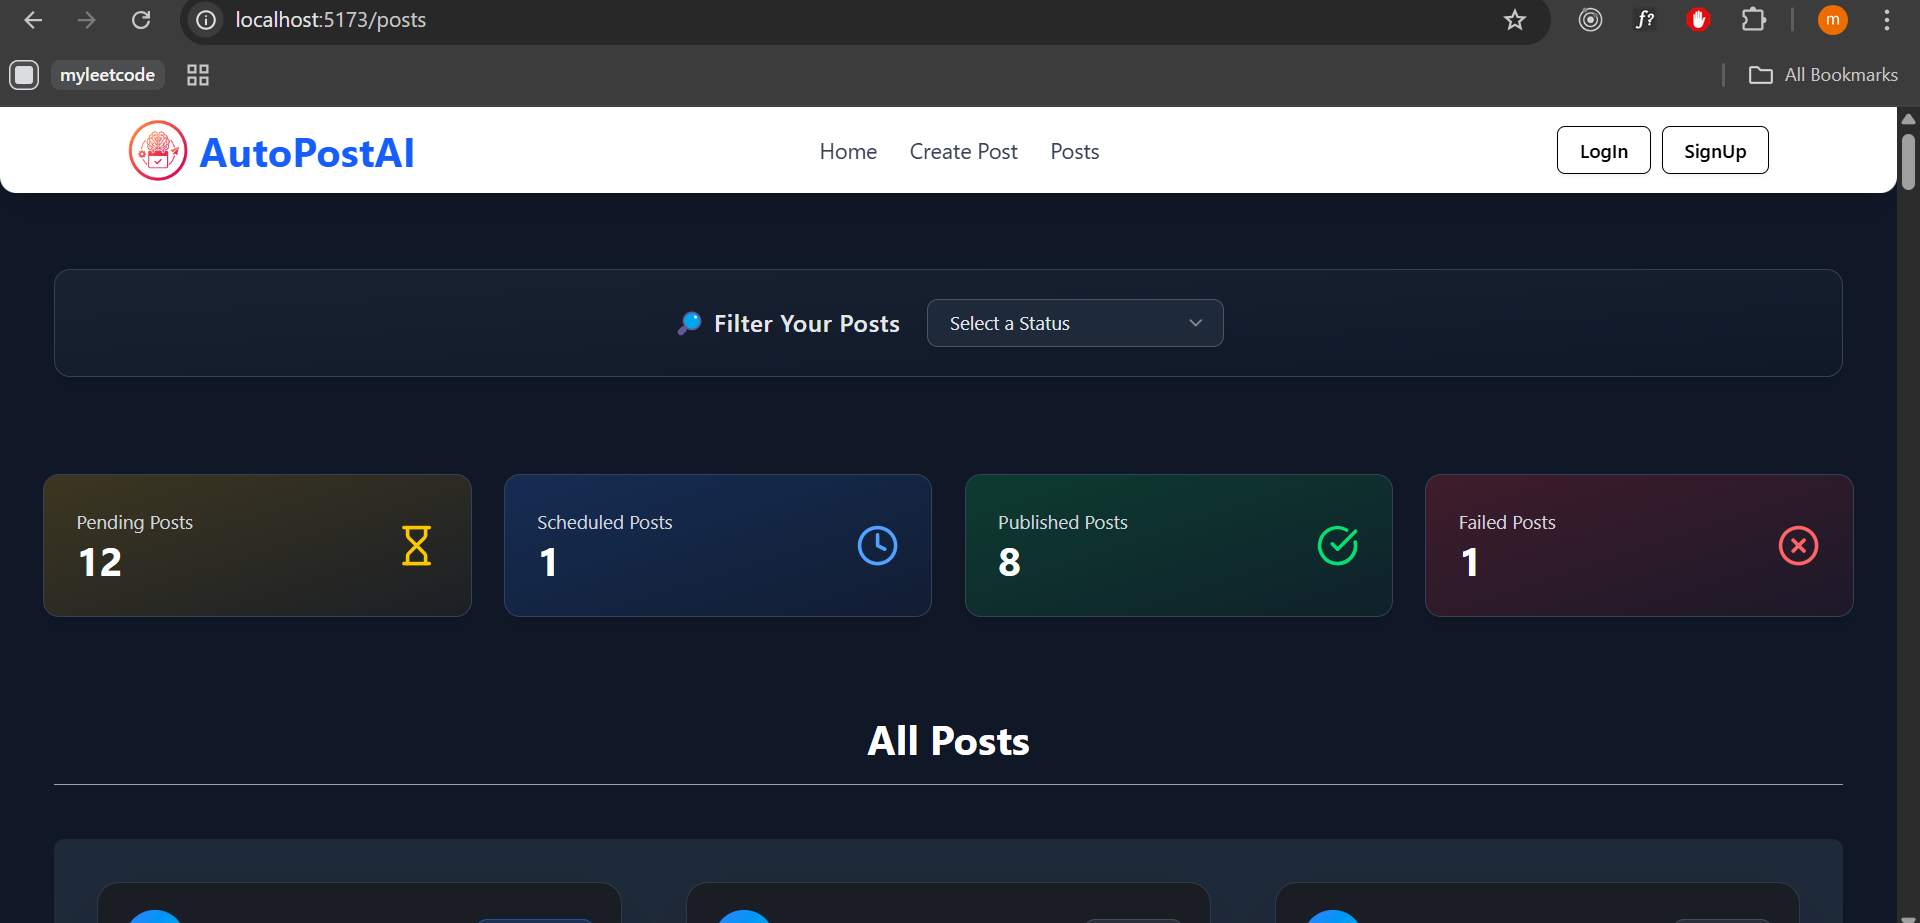 localhost:5173/posts
f?
m
myleetcode
All Bookmarks
AutoPostAI
Home
Create Post
Posts
LogIn
SignUp
Filter Your Posts
Select a Status
Pending Posts
12
Scheduled Posts
1
Published Posts
8
Failed Posts
1
All Posts